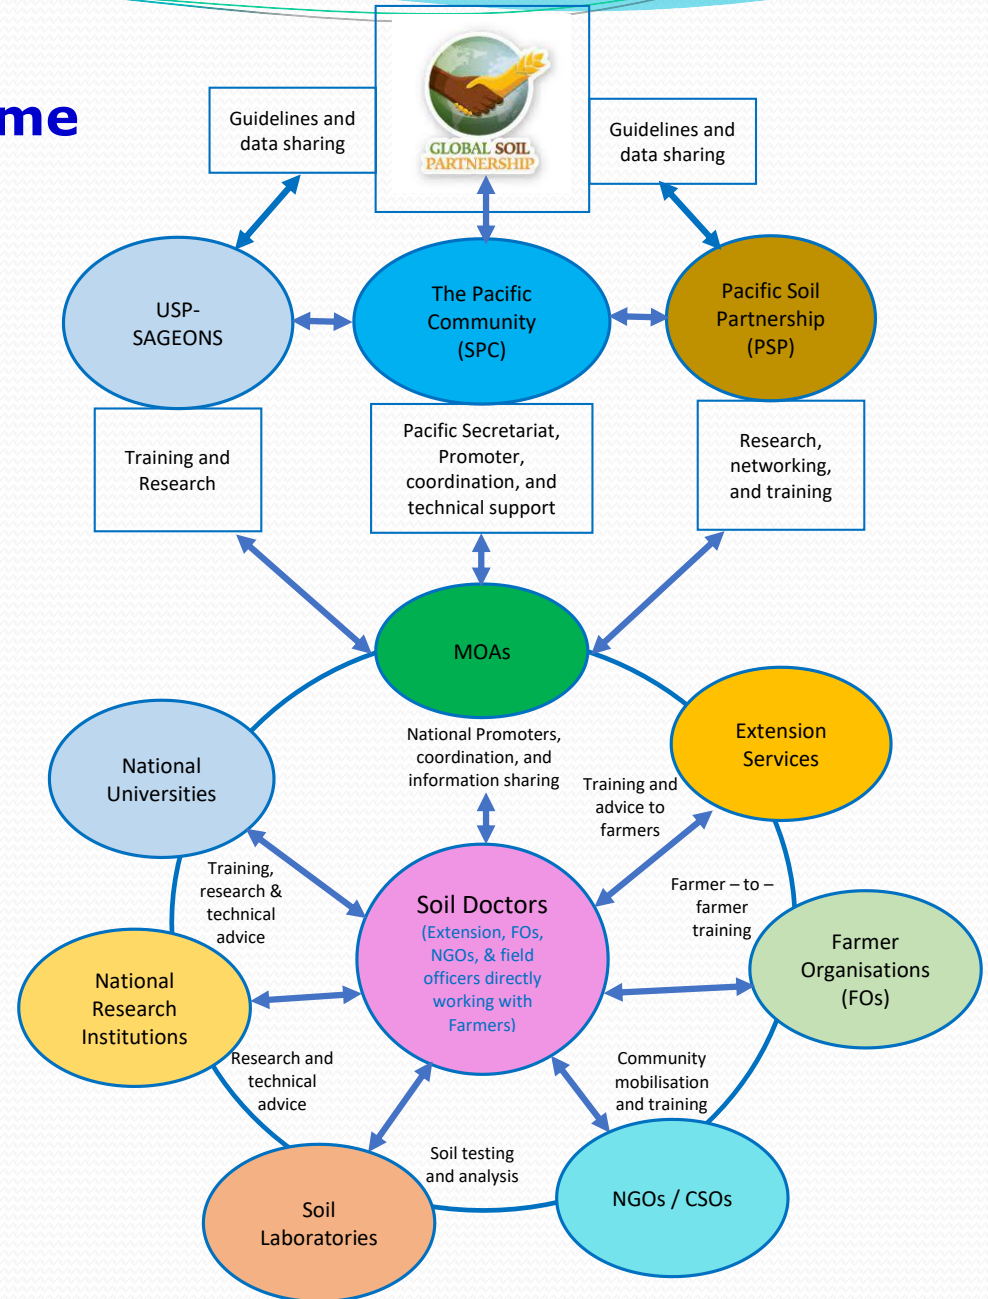 me
GLOBAL SOIL
PARTNERSHIP
Guidelines and
data sharing
Guidelines and
data sharing
USP-
SAGEONS
The Pacific
Community
(SPC)
Pacific Soil
Partnership
(PSP)
Training and
Research
Pacific Secretariat,
Promoter,
coordination, and
technical support
Research,
networking,
and training
MOAs
National Promoters,
coordination, and
information sharing
National
Universities
Extension
Services
Training and
advice to
farmers
Training,
research &
technical
advice
Soil Doctors
(Extension, FOs,
NGOs, & field
officers directly
working with
Farmers)
Farmer – to –
farmer
training
Farmer
Organisations
(FOs)
National
Research
Institutions
Research and
technical
advice
Community
mobilisation
and training
Soil testing
and analysis
Soil
Laboratories
NGOs / CSOs